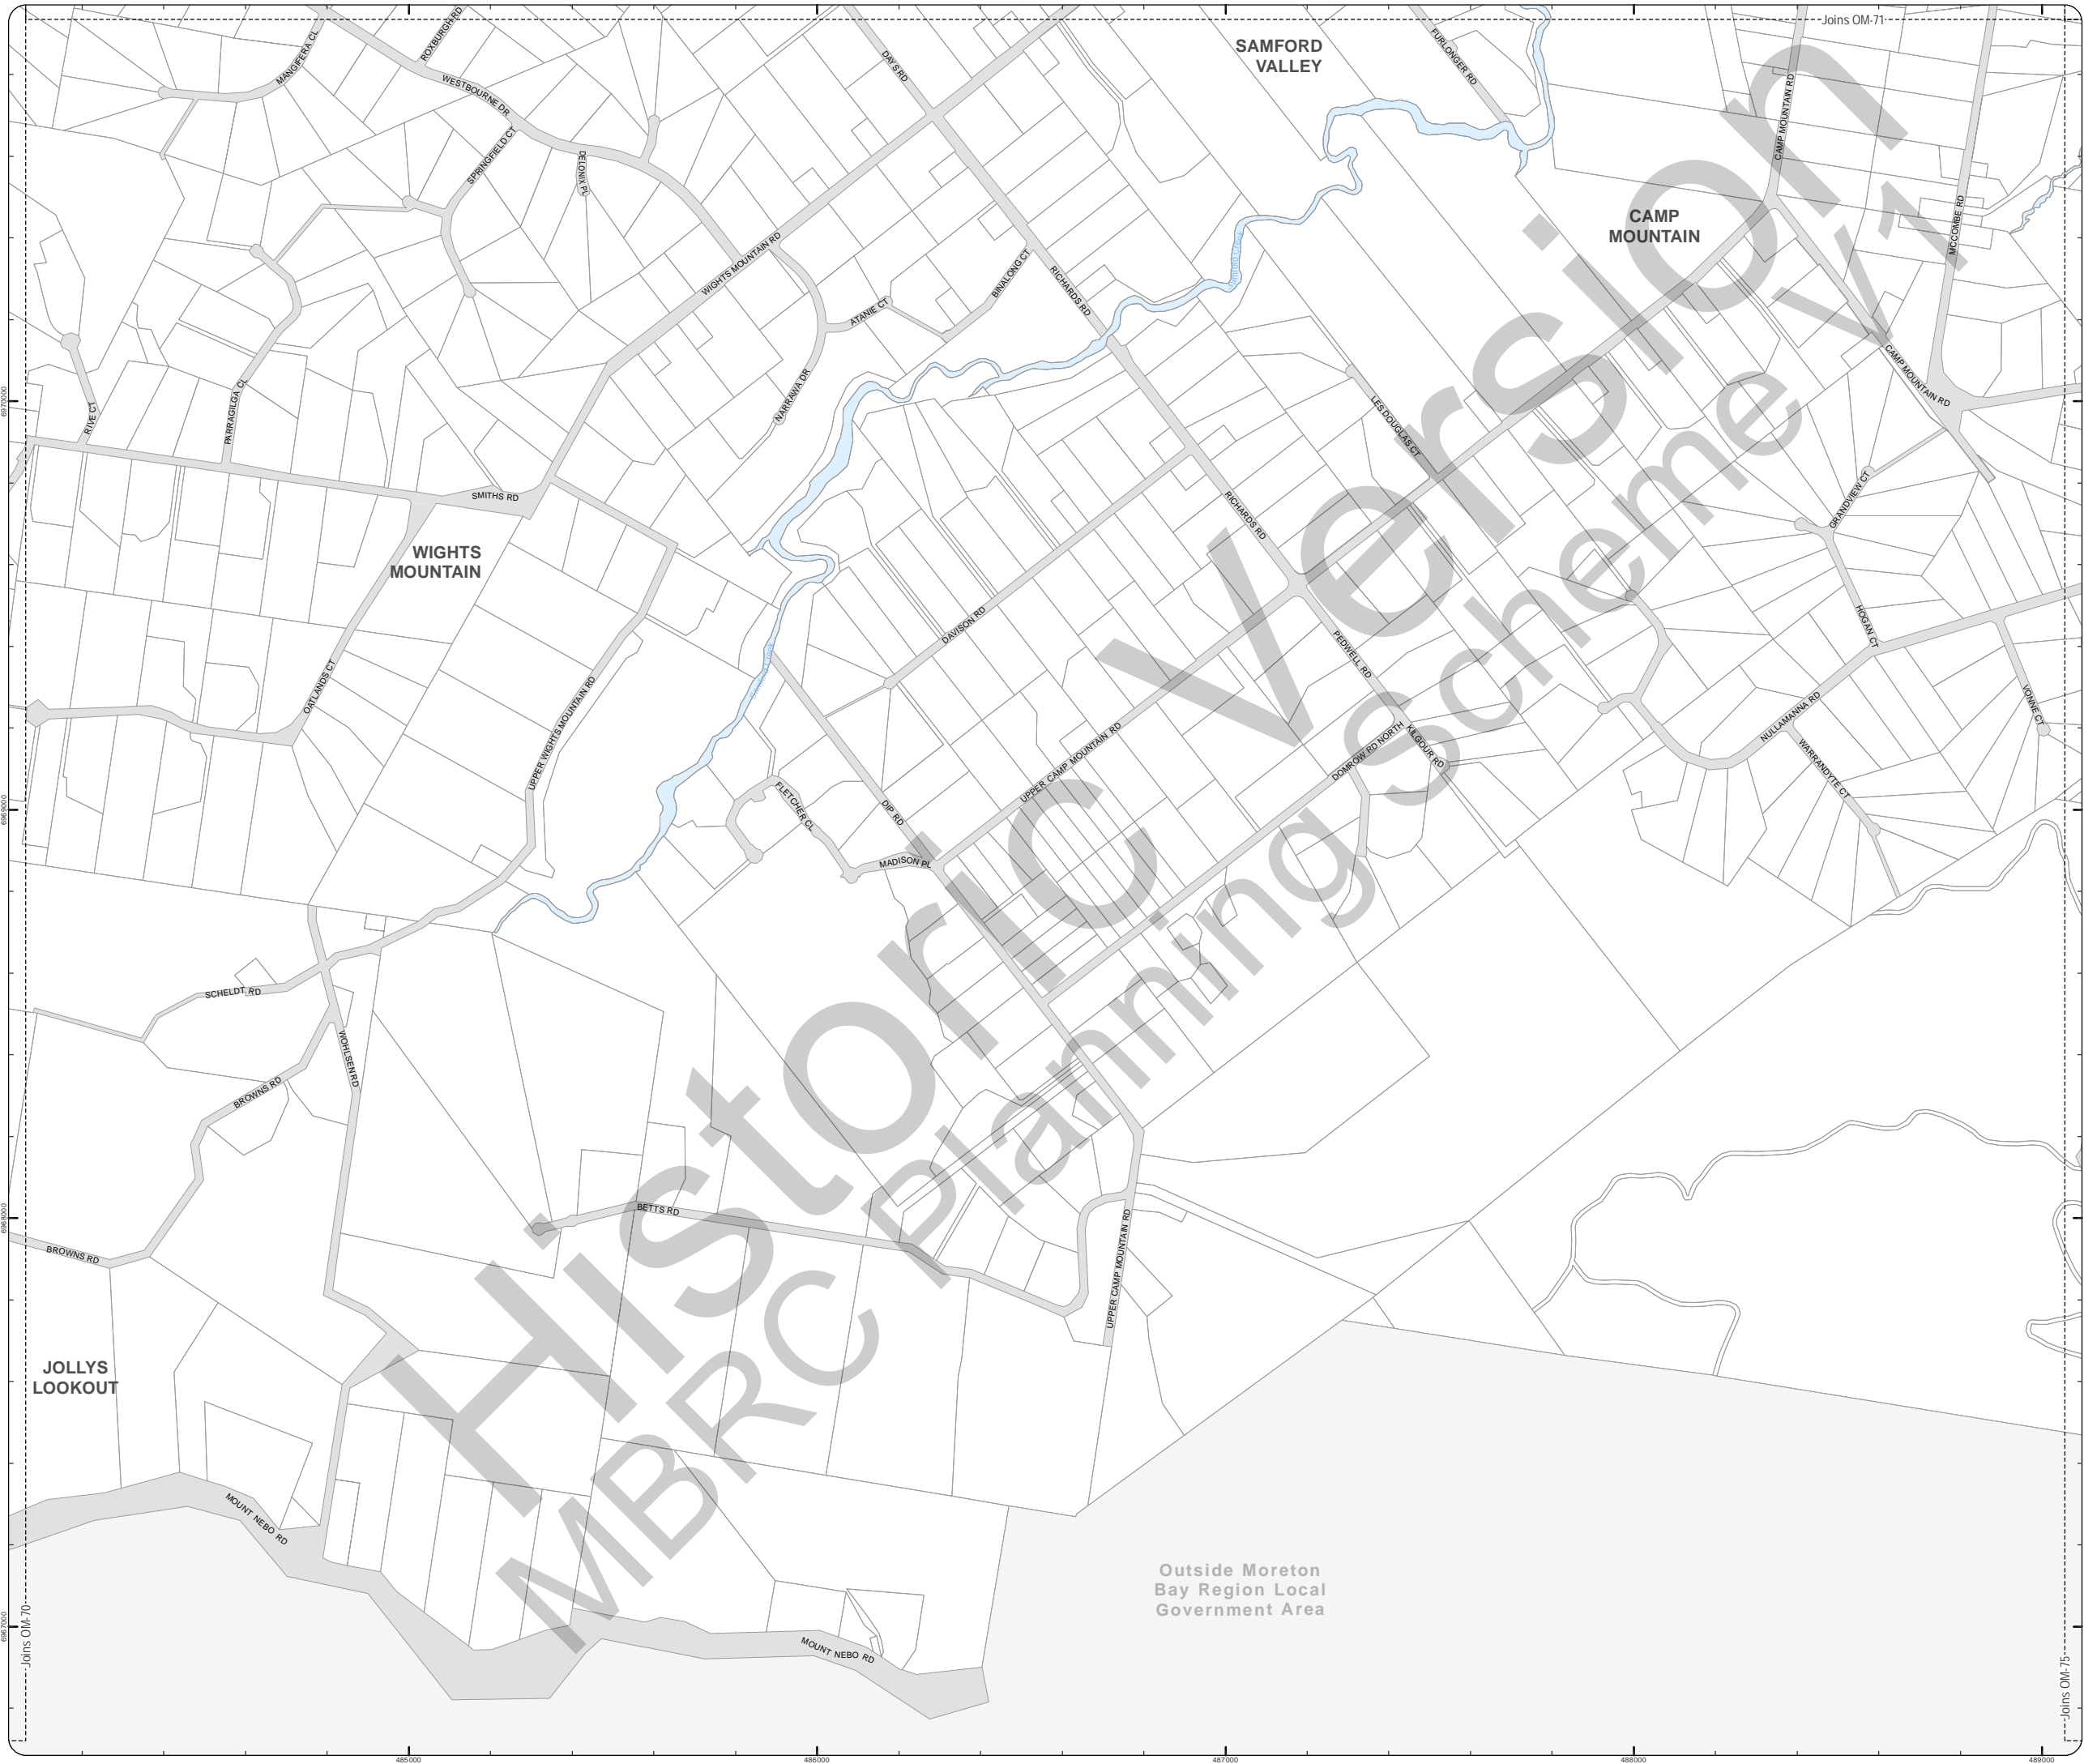 Joins OM-71
ROXBURGH RD
MANGIFERA CL
WESTBOURNE DR
DAYS RD
SAMFORD
VALLEY
FURLONGER RD
CAMP MOUNTAIN RD
SPRINGFIELD CT
DELONIX PL
CAMP
MOUNTAIN
MCCOMBE RD
WIGHTS MOUNTAIN RD
BINALONG CT
RICHARDS RD
ATANIE CT
NARRAWA DR
CAMP MOUNTAIN RD
6970000
RIVE CT
PARRAGILGA CL
LES DOUGLAS CT
SMITHS RD
RICHARDS RD
GRANDVIEW CT
WIGHTS
MOUNTAIN
DAVISON RD
HOGAN CT
PEDWELL RD
OATLANDS CT
UPPER WIGHTS MOUNTAIN RD
UPPER CAMP MOUNTAIN RD
DOMROW RD NORTH
KILGOUR RD
NULLAMANNA RD
VONNE CT
WARRANDYTE CT
6969000
FLETCHER CL
DIP RD
MADISON PL
SCHELDT RD
WOHLSEN RD
BROWNS RD
6968000
BETTS RD
BROWNS RD
UPPER CAMP MOUNTAIN RD
JOLLYS
LOOKOUT
MOUNT NEBO RD
Outside Moreton
Bay Region Local
Government Area
6967000
Joins OM-70
MOUNT NEBO RD
Joins OM-75
485000
486000
487000
488000
489000
Historic Version
MBRC Planning scheme V1